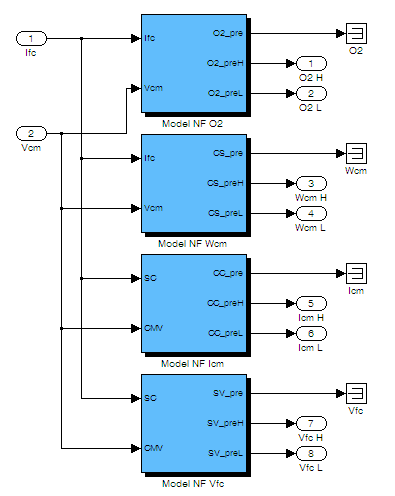 1
Ifc
2
Vcm
Ifc
Vcm
O2_pre
O2_preH
O2_preL
Model NF O2
O2
1
O2 H
2
O2 L
Ifc
Vcm
CS_pre
CS_preH
CS_preL
Model NF Wcm
Wcm
3
Wcm H
4
Wcm L
SC
CMV
CC_pre
CC_preH
CC_preL
Model NF Icm
Icm
5
Icm H
6
Icm L
SC
CMV
SV_pre
SV_preH
SV_preL
Model NF Vfc
Vfc
7
Vfc H
8
Vfc L